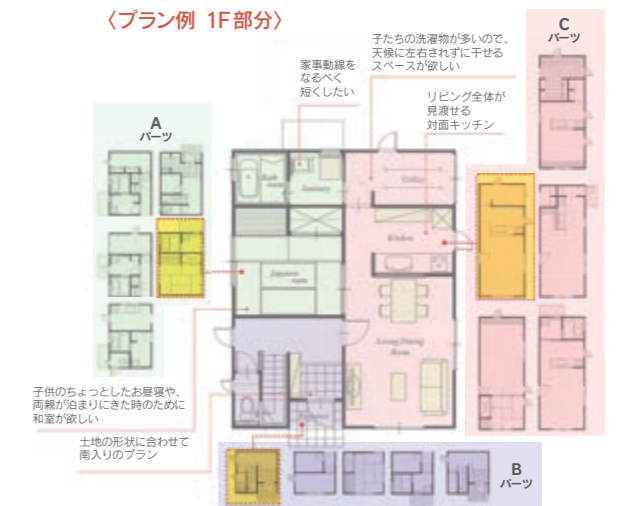 〈プラン例 1F部分〉
子たちの洗濯物が多いので、
天候に左右されずに干せる
スペースが欲しい
家事動線を
なるべく
短くしたい
リビング全体が
見渡せる
対面キッチン
C
パーツ
A
パーツ
Bath
room
Sanitary
Utility
Kitchen
Japanese
room
Living Dining
Room
子供のちょっとしたお昼寝や、
両親が泊まりにきた時のために
和室が欲しい
土地の形状に合わせて
南入りのプラン
B
パーツ